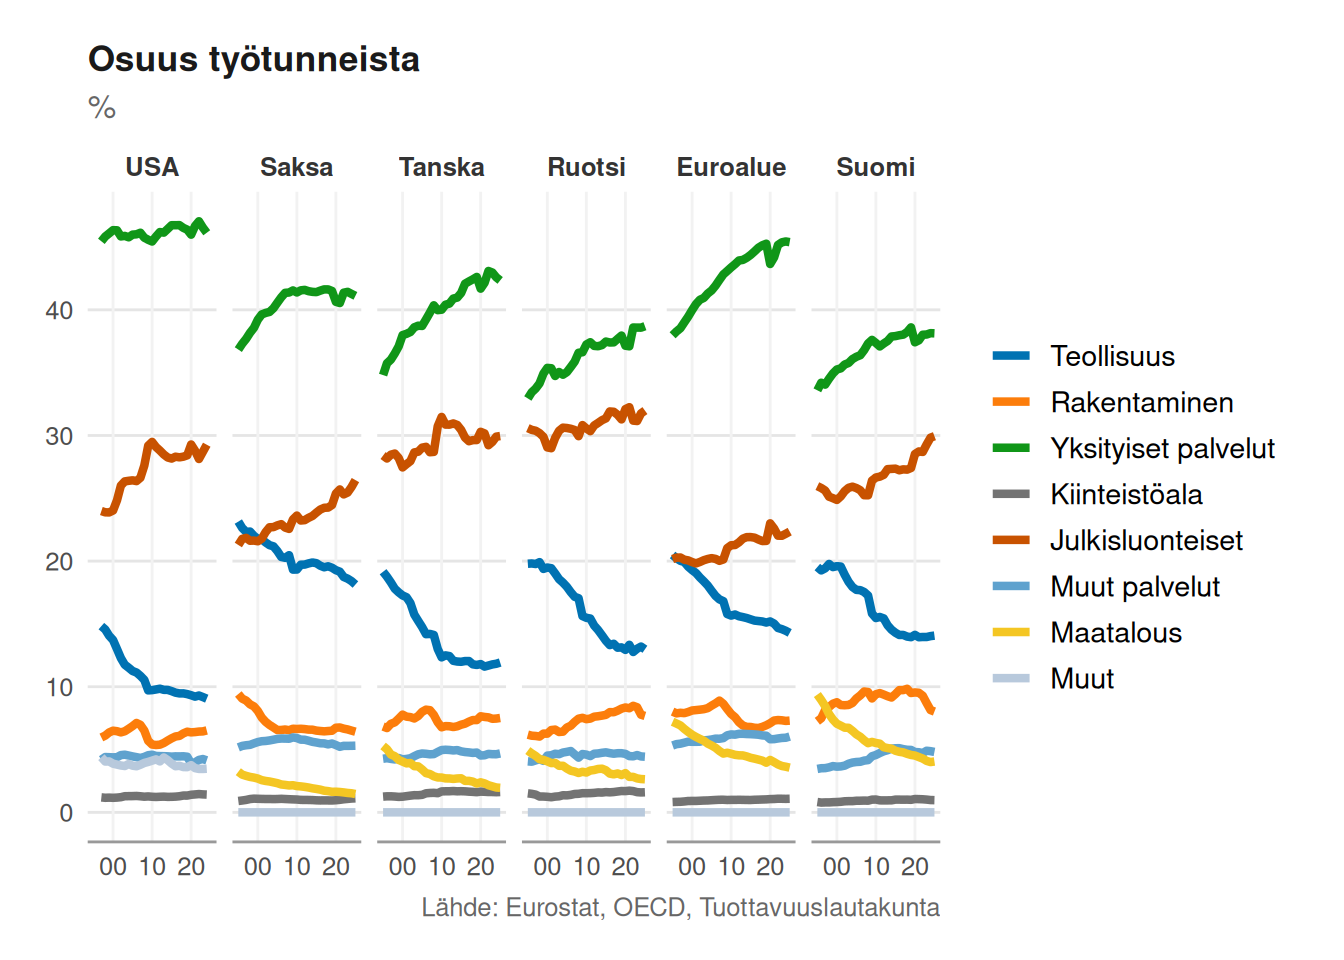 Osuus työtunneista
%
USA Saksa Tanska Ruotsi Euroalue Suomi
40
30
20
10
0
00 10 20 00 10 20 00 10 20 00 10 20 00 10 20 00 10 20
Teollisuus
Rakentaminen
Yksityiset palvelut
Kiinteistöala
Julkisluonteiset
Muut palvelut
Maatalous
Muut
Lähde: Eurostat, OECD, Tuottavuuslautakunta